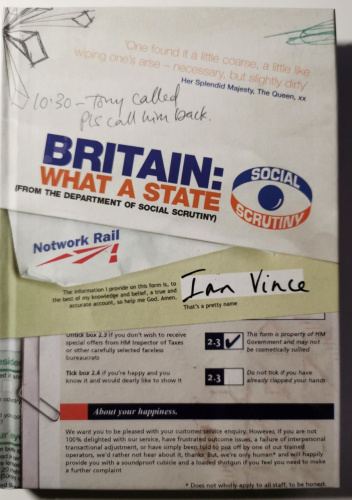 'One found it a little coarse, a little like
wiping one's arse – necessary, but slightly dirty'
Her Splendid Majesty, The Queen, xx
10:30 – Tony called
Pls call him back.
BRITAIN:
WHAT A STATE
(FROM THE DEPARTMENT OF SOCIAL SCRUTINY)
SOCIAL
SCRUTINY
Notwork Rail
The information I provide on this form is, to
the best of my knowledge and belief, a true and
accurate account, so help me God, Amen.
Ian Vince
That's a pretty name
Untick box 2.3 if you don't wish to receive
special offers from HM Inspector of Taxes
or other carefully selected faceless
bureaucrats
2.3
This form is property of HM
Government and may not
be cosmetically sullied
Tick box 2.4 if you're happy and you
know it and would dearly like to show it
2.3
Do not tick if you have
already clapped your hands
About your happiness.
We want you to be pleased with your customer service enquiry. However, if you are not
100% delighted with our service, have frustrated outcome issues, a failure of interpersonal
transactional adjustment, or have simply been told to piss off by one of our trained
operators, we'd rather not hear about it, thanks. But, we're only human* and will happily
provide you with a soundproof cubicle and a loaded shotgun if you feel you need to make
a further complaint
* Does not wholly apply to all staff, to be honest.